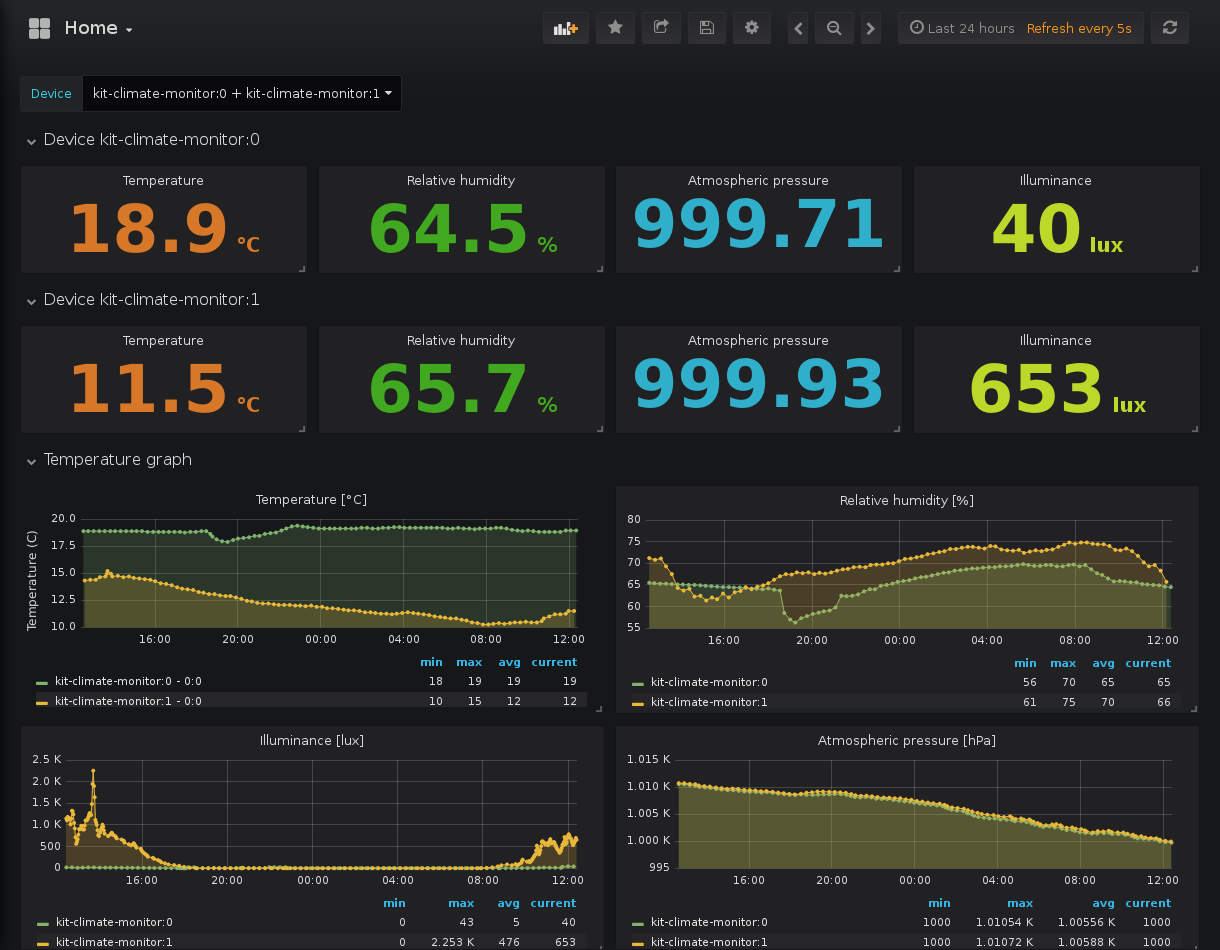 Home
Last 24 hours Refresh every 5s
Device kit-climate-monitor:0 + kit-climate-monitor:1
Device kit-climate-monitor:0
Temperature Relative humidity Atmospheric pressure Illuminance
18.9 °C 64.5 % 999.71 40 lux
Device kit-climate-monitor:1
Temperature Relative humidity Atmospheric pressure Illuminance
11.5 °C 65.7 % 999.93 653 lux
Temperature graph
Temperature [°C]
Temperature (C)
20.0
17.5
15.0
12.5
10.0
16:00 20:00 00:00 04:00 08:00 12:00
min max avg current
kit-climate-monitor:0 - 0:0 18 19 19 19
kit-climate-monitor:1 - 0:0 10 15 12 12
Relative humidity [%]
80
75
70
65
60
55
16:00 20:00 00:00 04:00 08:00 12:00
min max avg current
kit-climate-monitor:0 56 70 65 65
kit-climate-monitor:1 61 75 70 66
Illuminance [lux]
2.5 K
2.0 K
1.5 K
1.0 K
500
0
16:00 20:00 00:00 04:00 08:00 12:00
min max avg current
kit-climate-monitor:0 0 43 5 40
kit-climate-monitor:1 0 2.253 K 476 653
Atmospheric pressure [hPa]
1.015 K
1.010 K
1.005 K
1.000 K
995
16:00 20:00 00:00 04:00 08:00 12:00
min max avg current
kit-climate-monitor:0 1000 1.01054 K 1.00556 K 1000
kit-climate-monitor:1 1000 1.01072 K 1.00588 K 1000